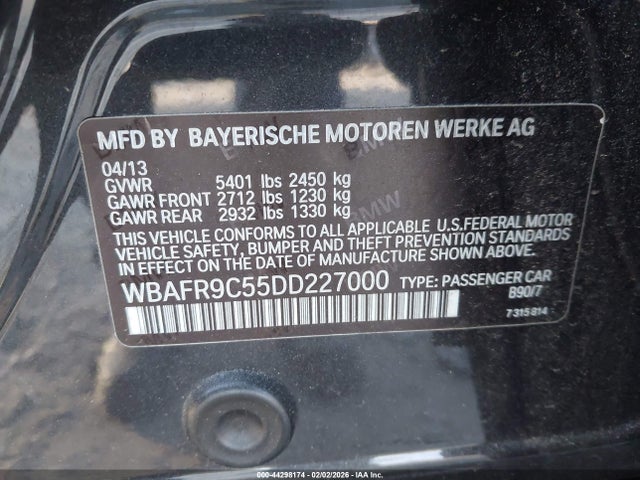 MFD BY BAYERISCHE MOTOREN WERKE AG
04/13
GVWR 5401 lbs 2450 kg
GAWR FRONT 2712 lbs 1230 kg
GAWR REAR 2932 lbs 1330 kg
THIS VEHICLE CONFORMS TO ALL APPLICABLE U.S.FEDERAL MOTOR
VEHICLE SAFETY, BUMPER AND THEFT PREVENTION STANDARDS
IN EFFECT ON THE DATE OF MANUFACTURE SHOWN ABOVE.
WBAFR9C55DD227000 TYPE: PASSENGER CAR
B90/7
7 315 814
000-44298174 - 02/02/2026 - IAAI.COM